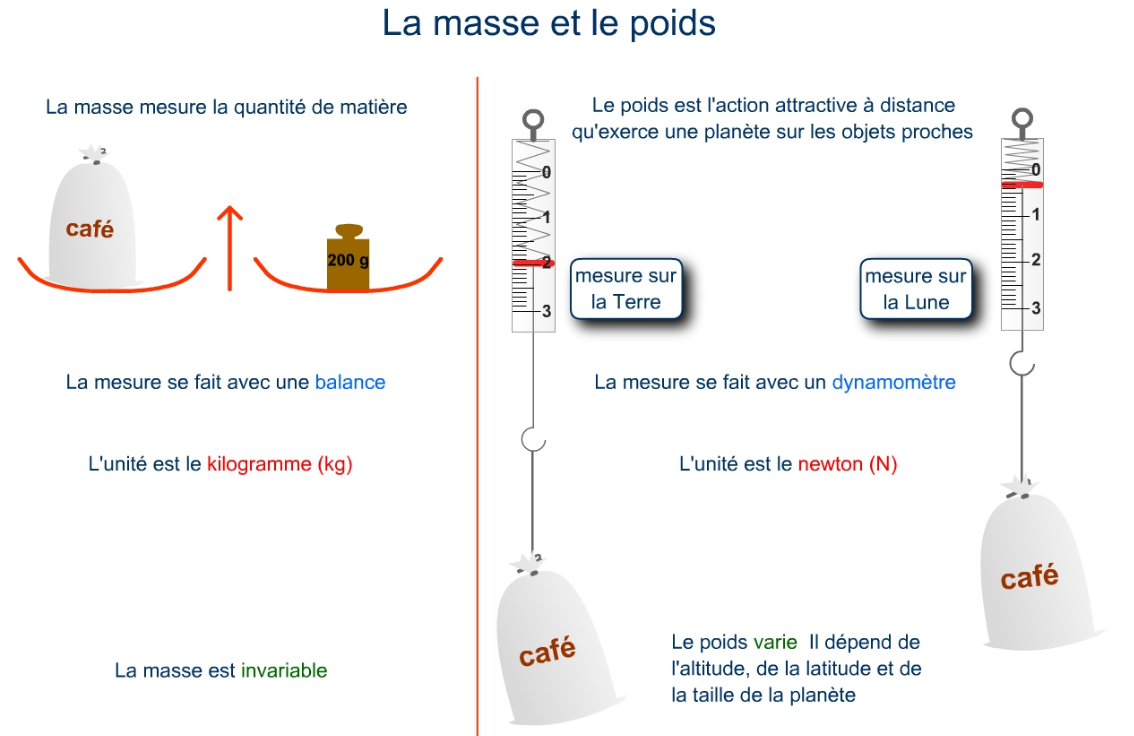 La masse et le poids
La masse mesure la quantité de matière
café
200 g
La mesure se fait avec une balance
L'unité est le kilogramme (kg)
La masse est invariable
Le poids est l'action attractive à distance
qu'exerce une planète sur les objets proches
0
1
2
3
mesure sur
la Terre
mesure sur
la Lune
0
1
2
3
La mesure se fait avec un dynamomètre
L'unité est le newton (N)
café
café
Le poids varie Il dépend de
l'altitude, de la latitude et de
la taille de la planète